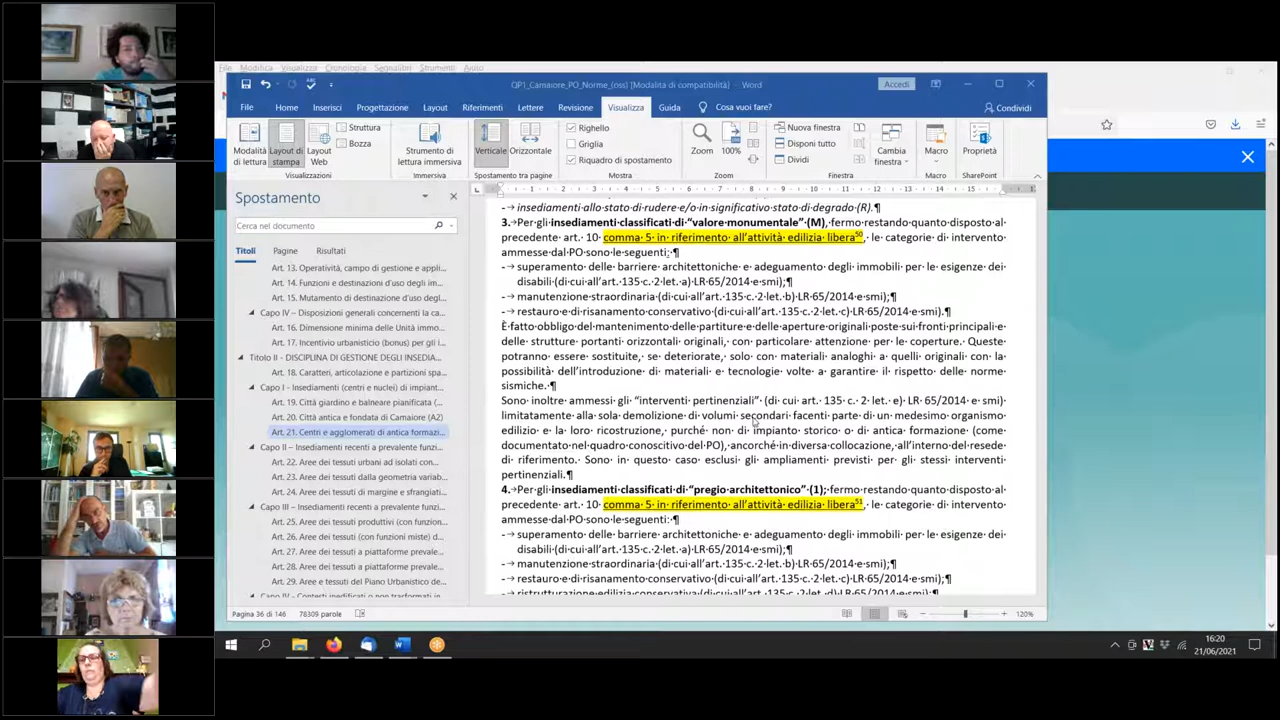 File Modifica Visualizza Cronologia Segnalibri Strumenti Aiuto
QP1_Camaiore_PO_Norme_(oss) [Modalità di compatibilità] - Word
Accedi
File Home Inserisci Progettazione Layout Riferimenti Lettere Revisione Visualizza Guida Cosa vuoi fare? Condividi
Modalità di lettura
Layout di stampa
Layout Web
Struttura
Bozza
Strumento di lettura immersiva
Verticale
Orizzontale
Righello
Griglia
Riquadro di spostamento
Zoom
100%
Nuova finestra
Disponi tutto
Dividi
Cambia finestra
Macro
Proprietà
Visualizzazioni Immersiva Spostamento tra pagine Mostra Zoom Finestra Macro SharePoint
Spostamento
Cerca nel documento
Titoli Pagine Risultati
Art. 13. Operatività, campo di gestione e appli...
Art. 14. Funzioni e destinazioni d'uso degli im...
Art. 15. Mutamento di destinazione d'uso degl...
Capo IV – Disposizioni generali concernenti la ca...
Art. 16. Dimensione minima delle Unità immo...
Art. 17. Incentivo urbanistico (bonus) per gli i...
Titolo II - DISCIPLINA DI GESTIONE DEGLI INSEDIA...
Art. 18. Caratteri, articolazione e partizioni spa...
Capo I - Insediamenti (centri e nuclei) di impiant...
Art. 19. Città giardino e balneare pianificata (...
Art. 20. Città antica e fondata di Camaiore (A2)
Art. 21. Centri e agglomerati di antica formazi...
Capo II – Insediamenti recenti a prevalente funzi...
Art. 22. Aree dei tessuti urbani ad isolati con...
Art. 23. Aree dei tessuti dalla geometria variab...
Art. 24. Aree dei tessuti di margine e sfrangiati...
Capo III – Insediamenti recenti a prevalente funzi...
Art. 25. Aree dei tessuti produttivi (con funzion...
Art. 26. Aree dei tessuti (con funzioni miste) d...
Art. 27. Aree dei tessuti a piattaforme prevale...
Art. 28. Aree dei tessuti a piattaforma prevale...
Art. 29. Aree e tessuti del Piano Urbanistico de...
- → insediamenti·allo·stato·di·rudere·e/o·in·significativo·stato·di·degrado·(R).¶
3.→Per·gli·insediamenti·classificati·di·“valore·monumentale”·(M),·fermo·restando·quanto·disposto·al·
precedente· art.· 10· comma· 5· in· riferimento· all’attività· edilizia· libera50,· le· categorie· di· intervento·
ammesse·dal·PO·sono·le·seguenti:·¶
- → superamento· delle· barriere· architettoniche· e· adeguamento· degli· immobili· per· le· esigenze· dei·
disabili·(di·cui·all’art.·135·c.·2·let.·a)·LR·65/2014·e·smi);¶
- → manutenzione·straordinaria·(di·cui·all’art.·135·c.·2·let.·b)·LR·65/2014·e·smi);¶
- → restauro·e·di·risanamento·conservativo·(di·cui·all’art.·135·c.·2·let.·c)·LR·65/2014·e·smi).¶
È·fatto·obbligo·del·mantenimento·delle·partiture·e·delle·aperture·originali·poste·sui·fronti·principali·e·
delle· strutture· portanti· orizzontali· originali,· con· particolare· attenzione· per· le· coperture.· Queste·
potranno· essere· sostituite,· se· deteriorate,· solo· con· materiali· analoghi· a· quelli· originali· con· la·
possibilità· dell’introduzione· di· materiali· e· tecnologie· volte· a· garantire· il· rispetto· delle· norme·
sismiche.·¶
Sono· inoltre· ammessi· gli· “interventi· pertinenziali”· (di· cui· art.· 135· c.· 2· let.· e)· LR· 65/2014· e· smi)·
limitatamente· alla· sola· demolizione· di· volumi· secondari· facenti· parte· di· un· medesimo· organismo·
edilizio· e· la· loro· ricostruzione,· purché· non· di· impianto· storico· o· di· antica· formazione· (come·
documentato·nel·quadro·conoscitivo·del·PO),·ancorché·in·diversa·collocazione,·all’interno·del·resede·
di· riferimento.· Sono· in· questo· caso· esclusi· gli· ampliamenti· previsti· per· gli· stessi· interventi·
pertinenziali.¶
4.→Per·gli·insediamenti·classificati·di·“pregio·architettonico”·(1);·fermo·restando·quanto·disposto·al·
precedente· art.· 10· comma· 5· in· riferimento· all’attività· edilizia· libera51,· le· categorie· di· intervento·
ammesse·dal·PO·sono·le·seguenti:·¶
- → superamento· delle· barriere· architettoniche· e· adeguamento· degli· immobili· per· le· esigenze· dei·
disabili·(di·cui·all’art.·135·c.·2·let.·a)·LR·65/2014·e·smi);¶
- → manutenzione·straordinaria·(di·cui·all’art.·135·c.·2·let.·b)·LR·65/2014·e·smi);¶
- → restauro·e·di·risanamento·conservativo·(di·cui·all’art.·135·c.·2·let.·c)·LR·65/2014·e·smi);¶
Pagina 36 di 146 78309 parole
120%
16:20
21/06/2021